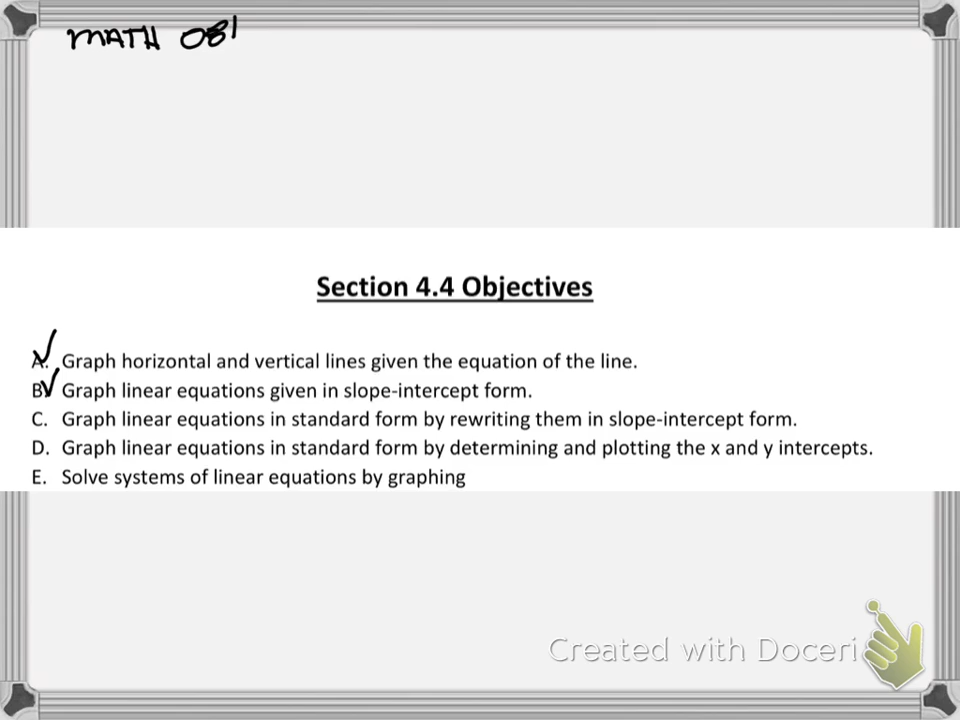 MATH 081
Section 4.4 Objectives
A. Graph horizontal and vertical lines given the equation of the line.
B. Graph linear equations given in slope-intercept form.
C. Graph linear equations in standard form by rewriting them in slope-intercept form.
D. Graph linear equations in standard form by determining and plotting the x and y intercepts.
E. Solve systems of linear equations by graphing
Created with Doceri